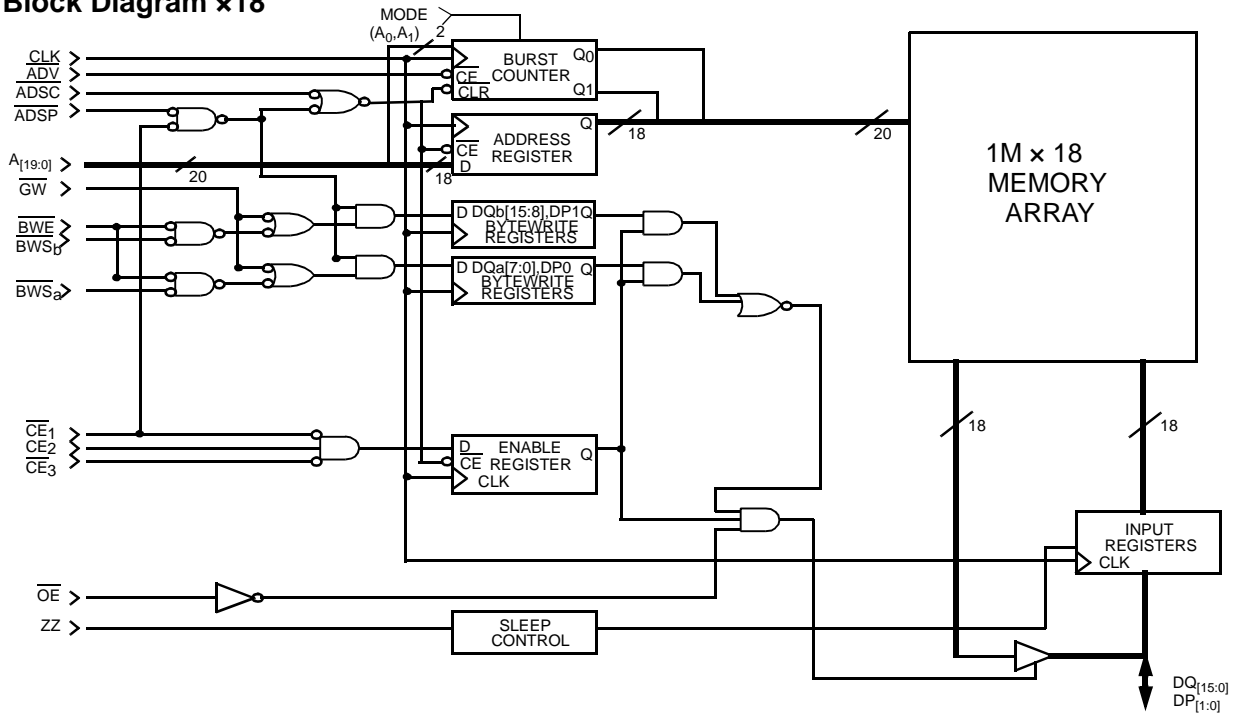 Block Diagram ×18
MODE
(A0,A1) 2
CLK
ADV
ADSC
ADSP
A[19:0]
20
GW
BWE
BWSb
BWSa
CE1
CE2
CE3
OE
ZZ
BURST
COUNTER
CE
CLR
Q0
Q1
ADDRESS
REGISTER
CE
D
Q
18
18
20
D DQb[15:8],DP1Q
BYTEWRITE
REGISTERS
D DQa[7:0],DP0 Q
BYTEWRITE
REGISTERS
D ENABLE
CE REGISTER Q
CLK
SLEEP
CONTROL
1M × 18
MEMORY
ARRAY
18
18
INPUT
REGISTERS
CLK
DQ[15:0]
DP[1:0]